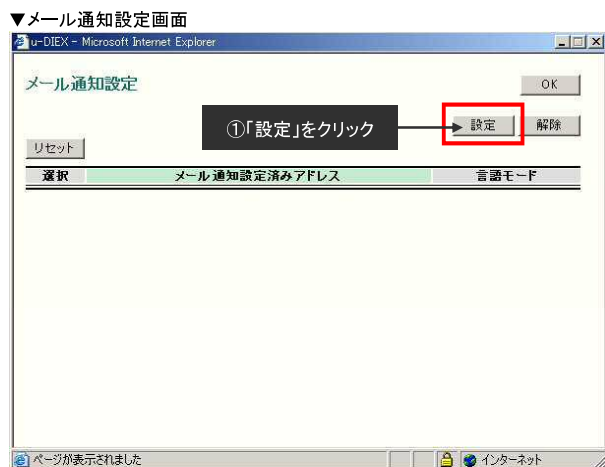 ▼メール通知設定画面
u-DIEX - Microsoft Internet Explorer
メール通知設定
OK
①「設定」をクリック
設定
解除
リセット
選択 メール通知設定済みアドレス 言語モード
ページが表示されました
インターネット